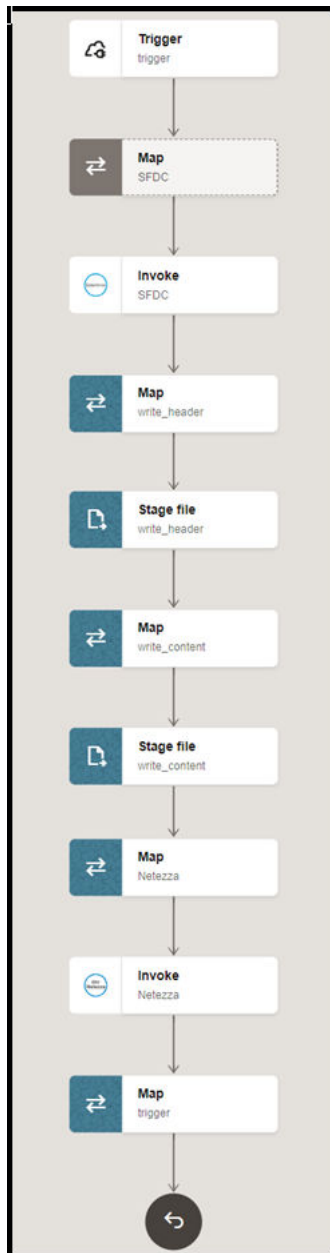 Trigger
trigger
Map
SFDC
Invoke
SFDC
Map
write_header
Stage file
write_header
Map
write_content
Stage file
write_content
Map
Netezza
Invoke
Netezza
Map
trigger